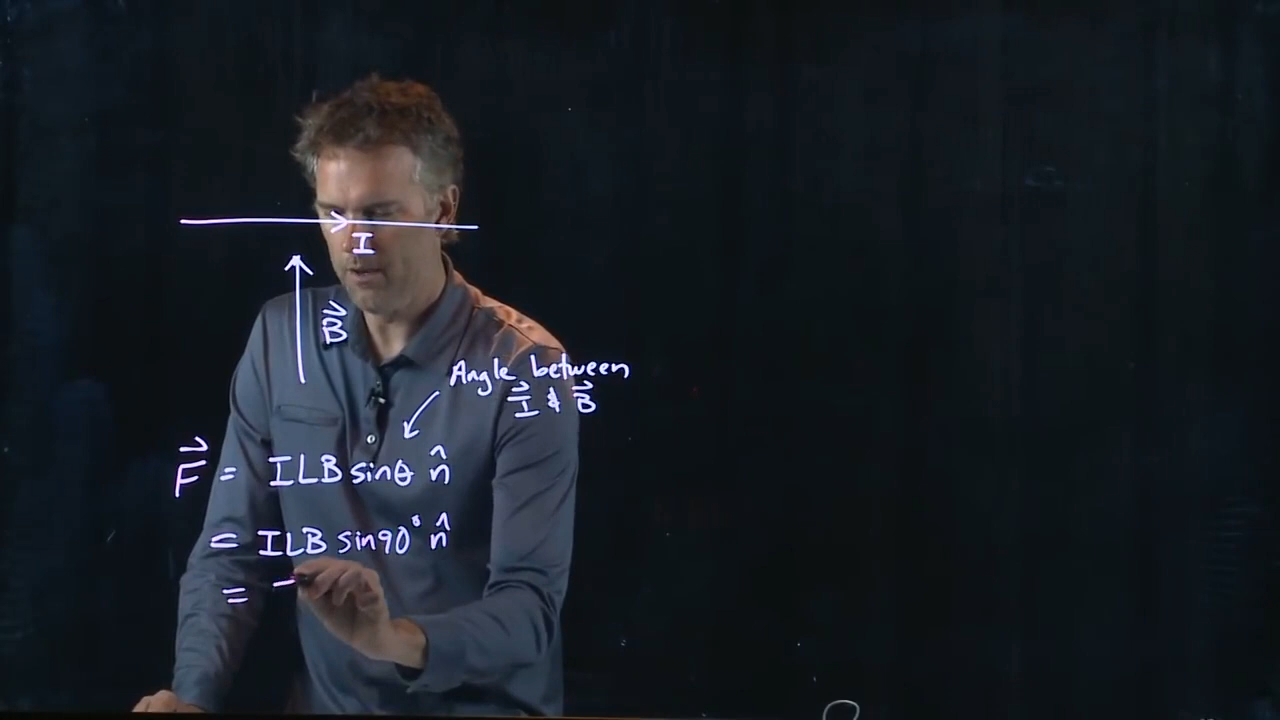 I
B⃗
Angle between
I⃗ & B⃗
F⃗ = ILB sinθ n̂
= ILB sin90° n̂
=